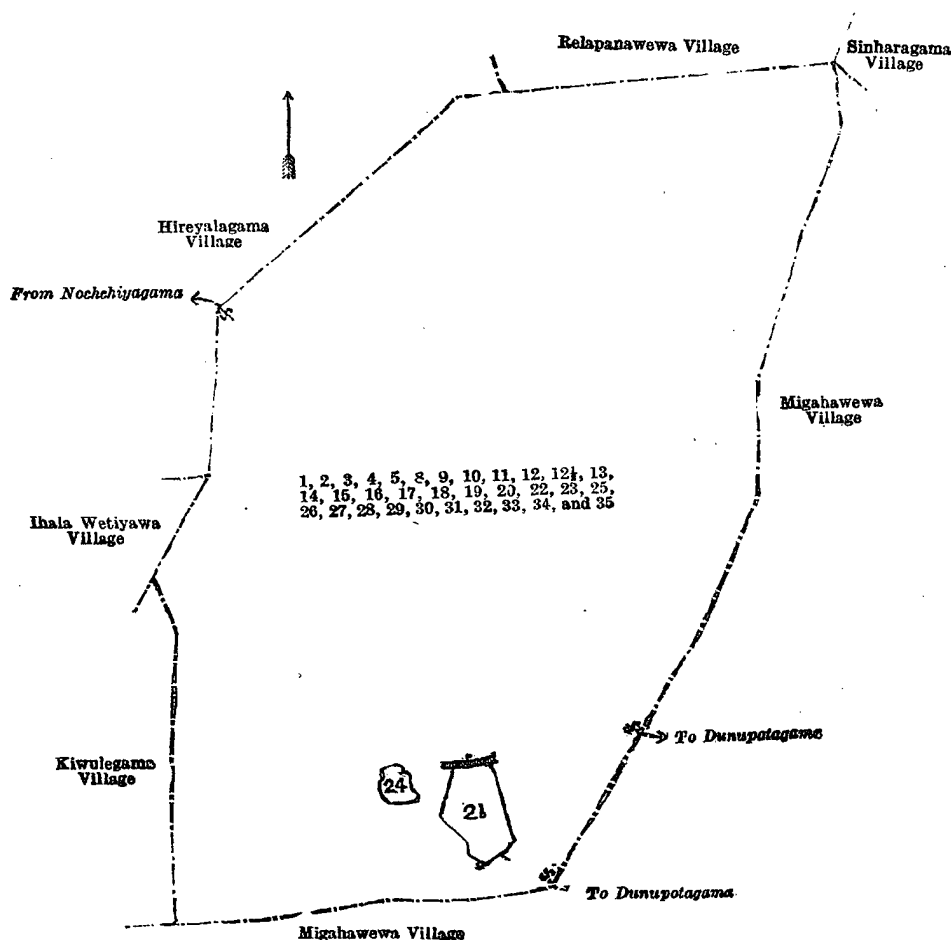 Relapanawewa Village
Sinharagama
Village
Hireyalagama
Village
From Nochchiyagama
Migahawewa
Village
1, 2, 3, 4, 5, 8, 9, 10, 11, 12, 12½, 13,
14, 15, 16, 17, 18, 19, 20, 22, 23, 25,
26, 27, 28, 29, 30, 31, 32, 33, 34, and 35
Ihala Wetiyawa
Village
To Dunupatagama
Kiwulegama
Village
24
21
To Dunupotagama
Migahawewa Village